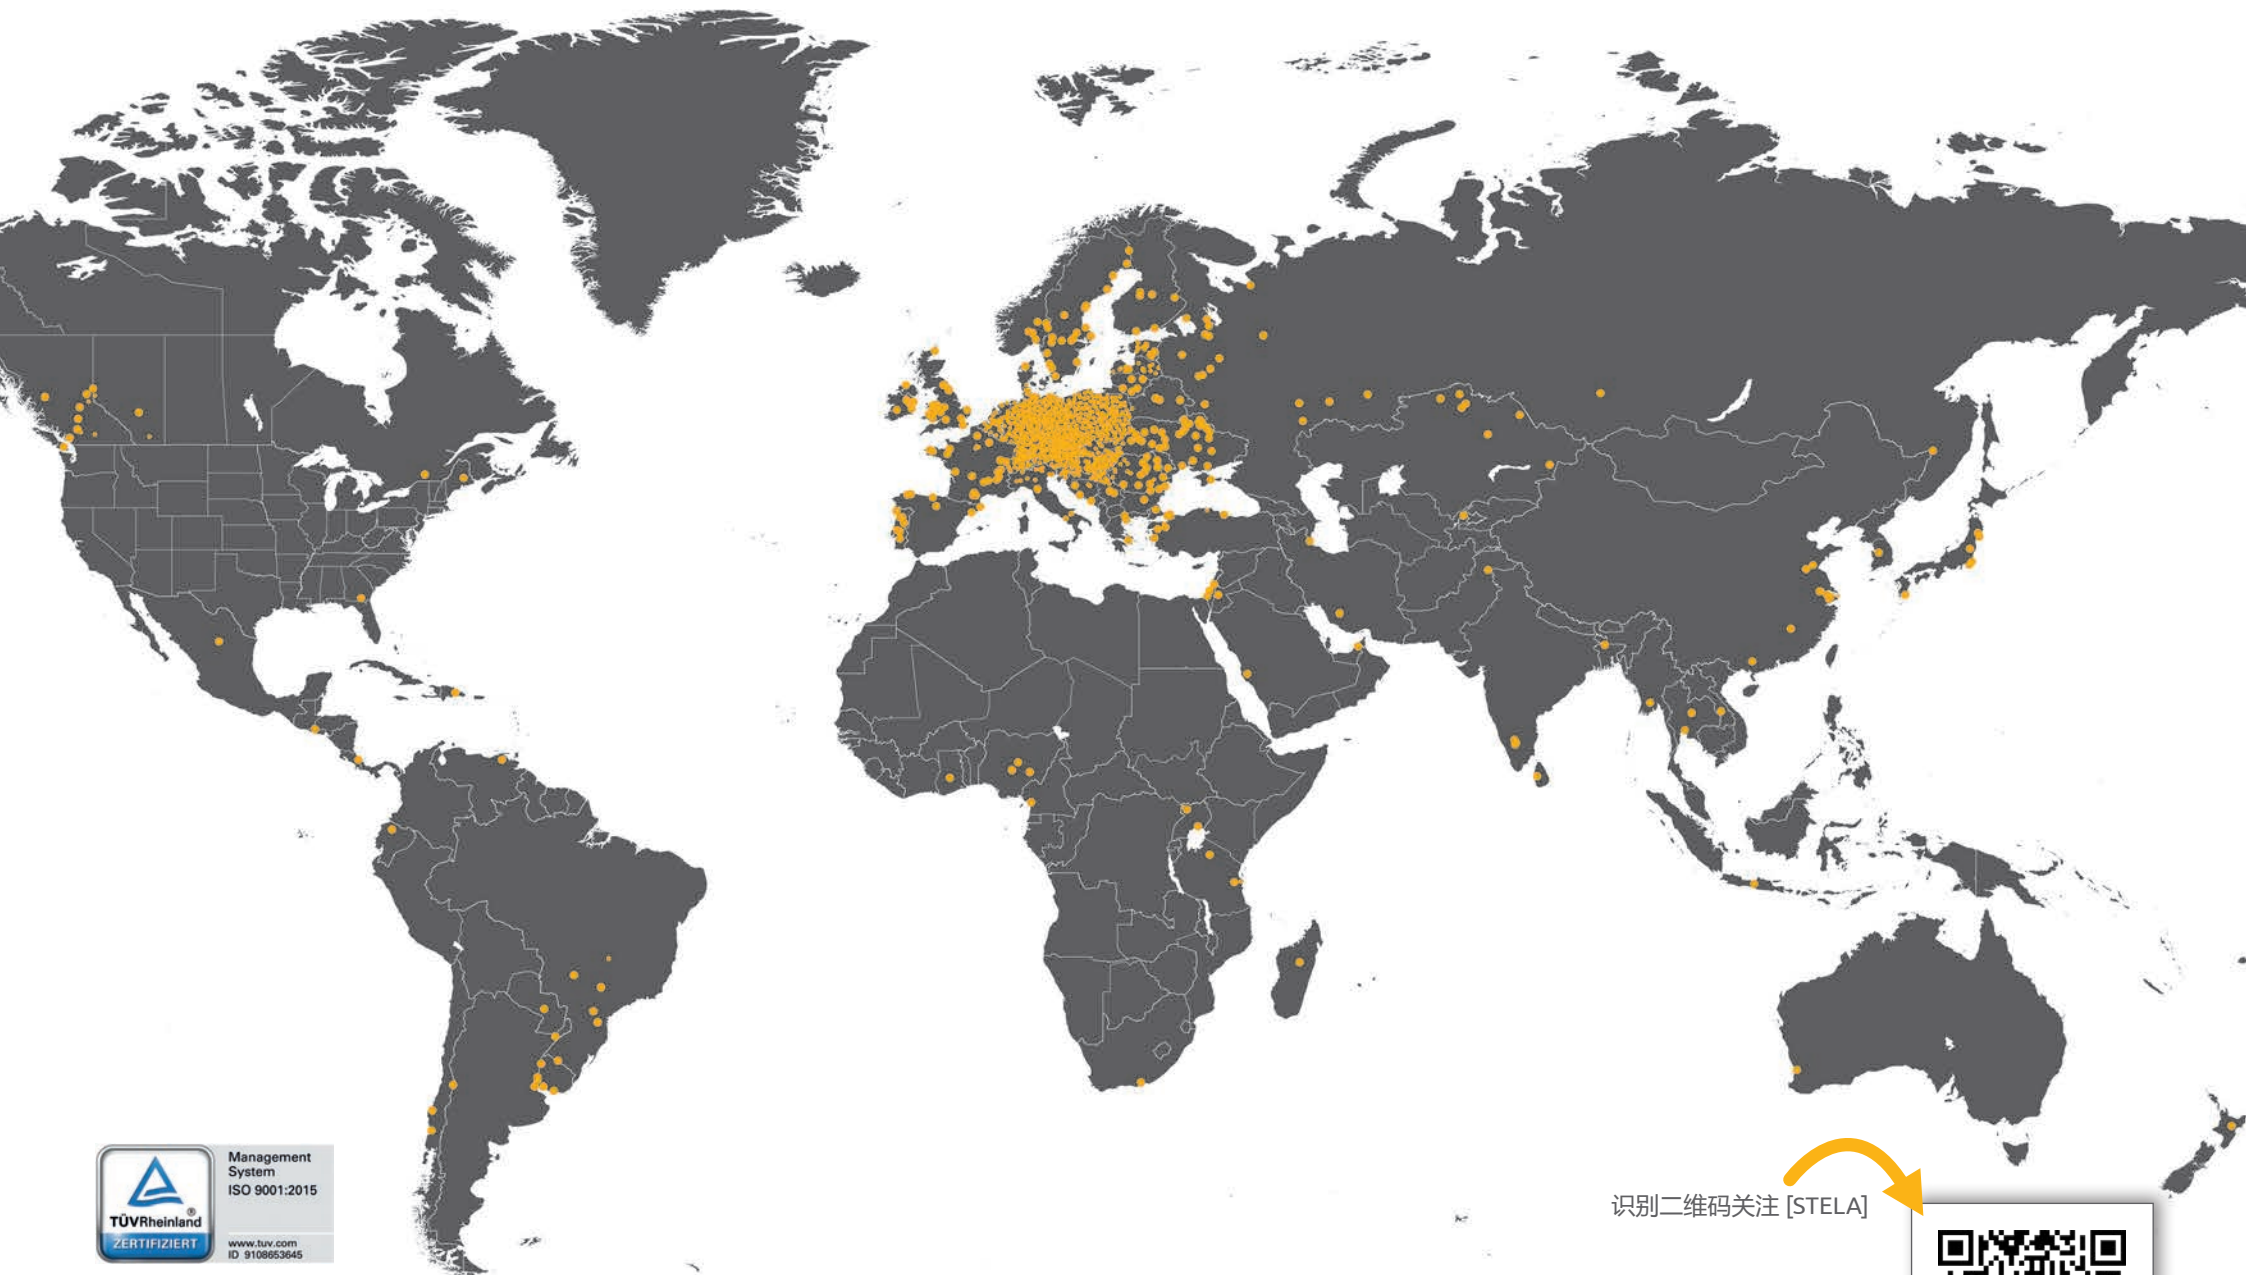 Management
System
ISO 9001:2015
TÜVRheinland®
ZERTIFIZIERT
www.tuv.com
ID 9108653645
识别二维码关注 [STELA]